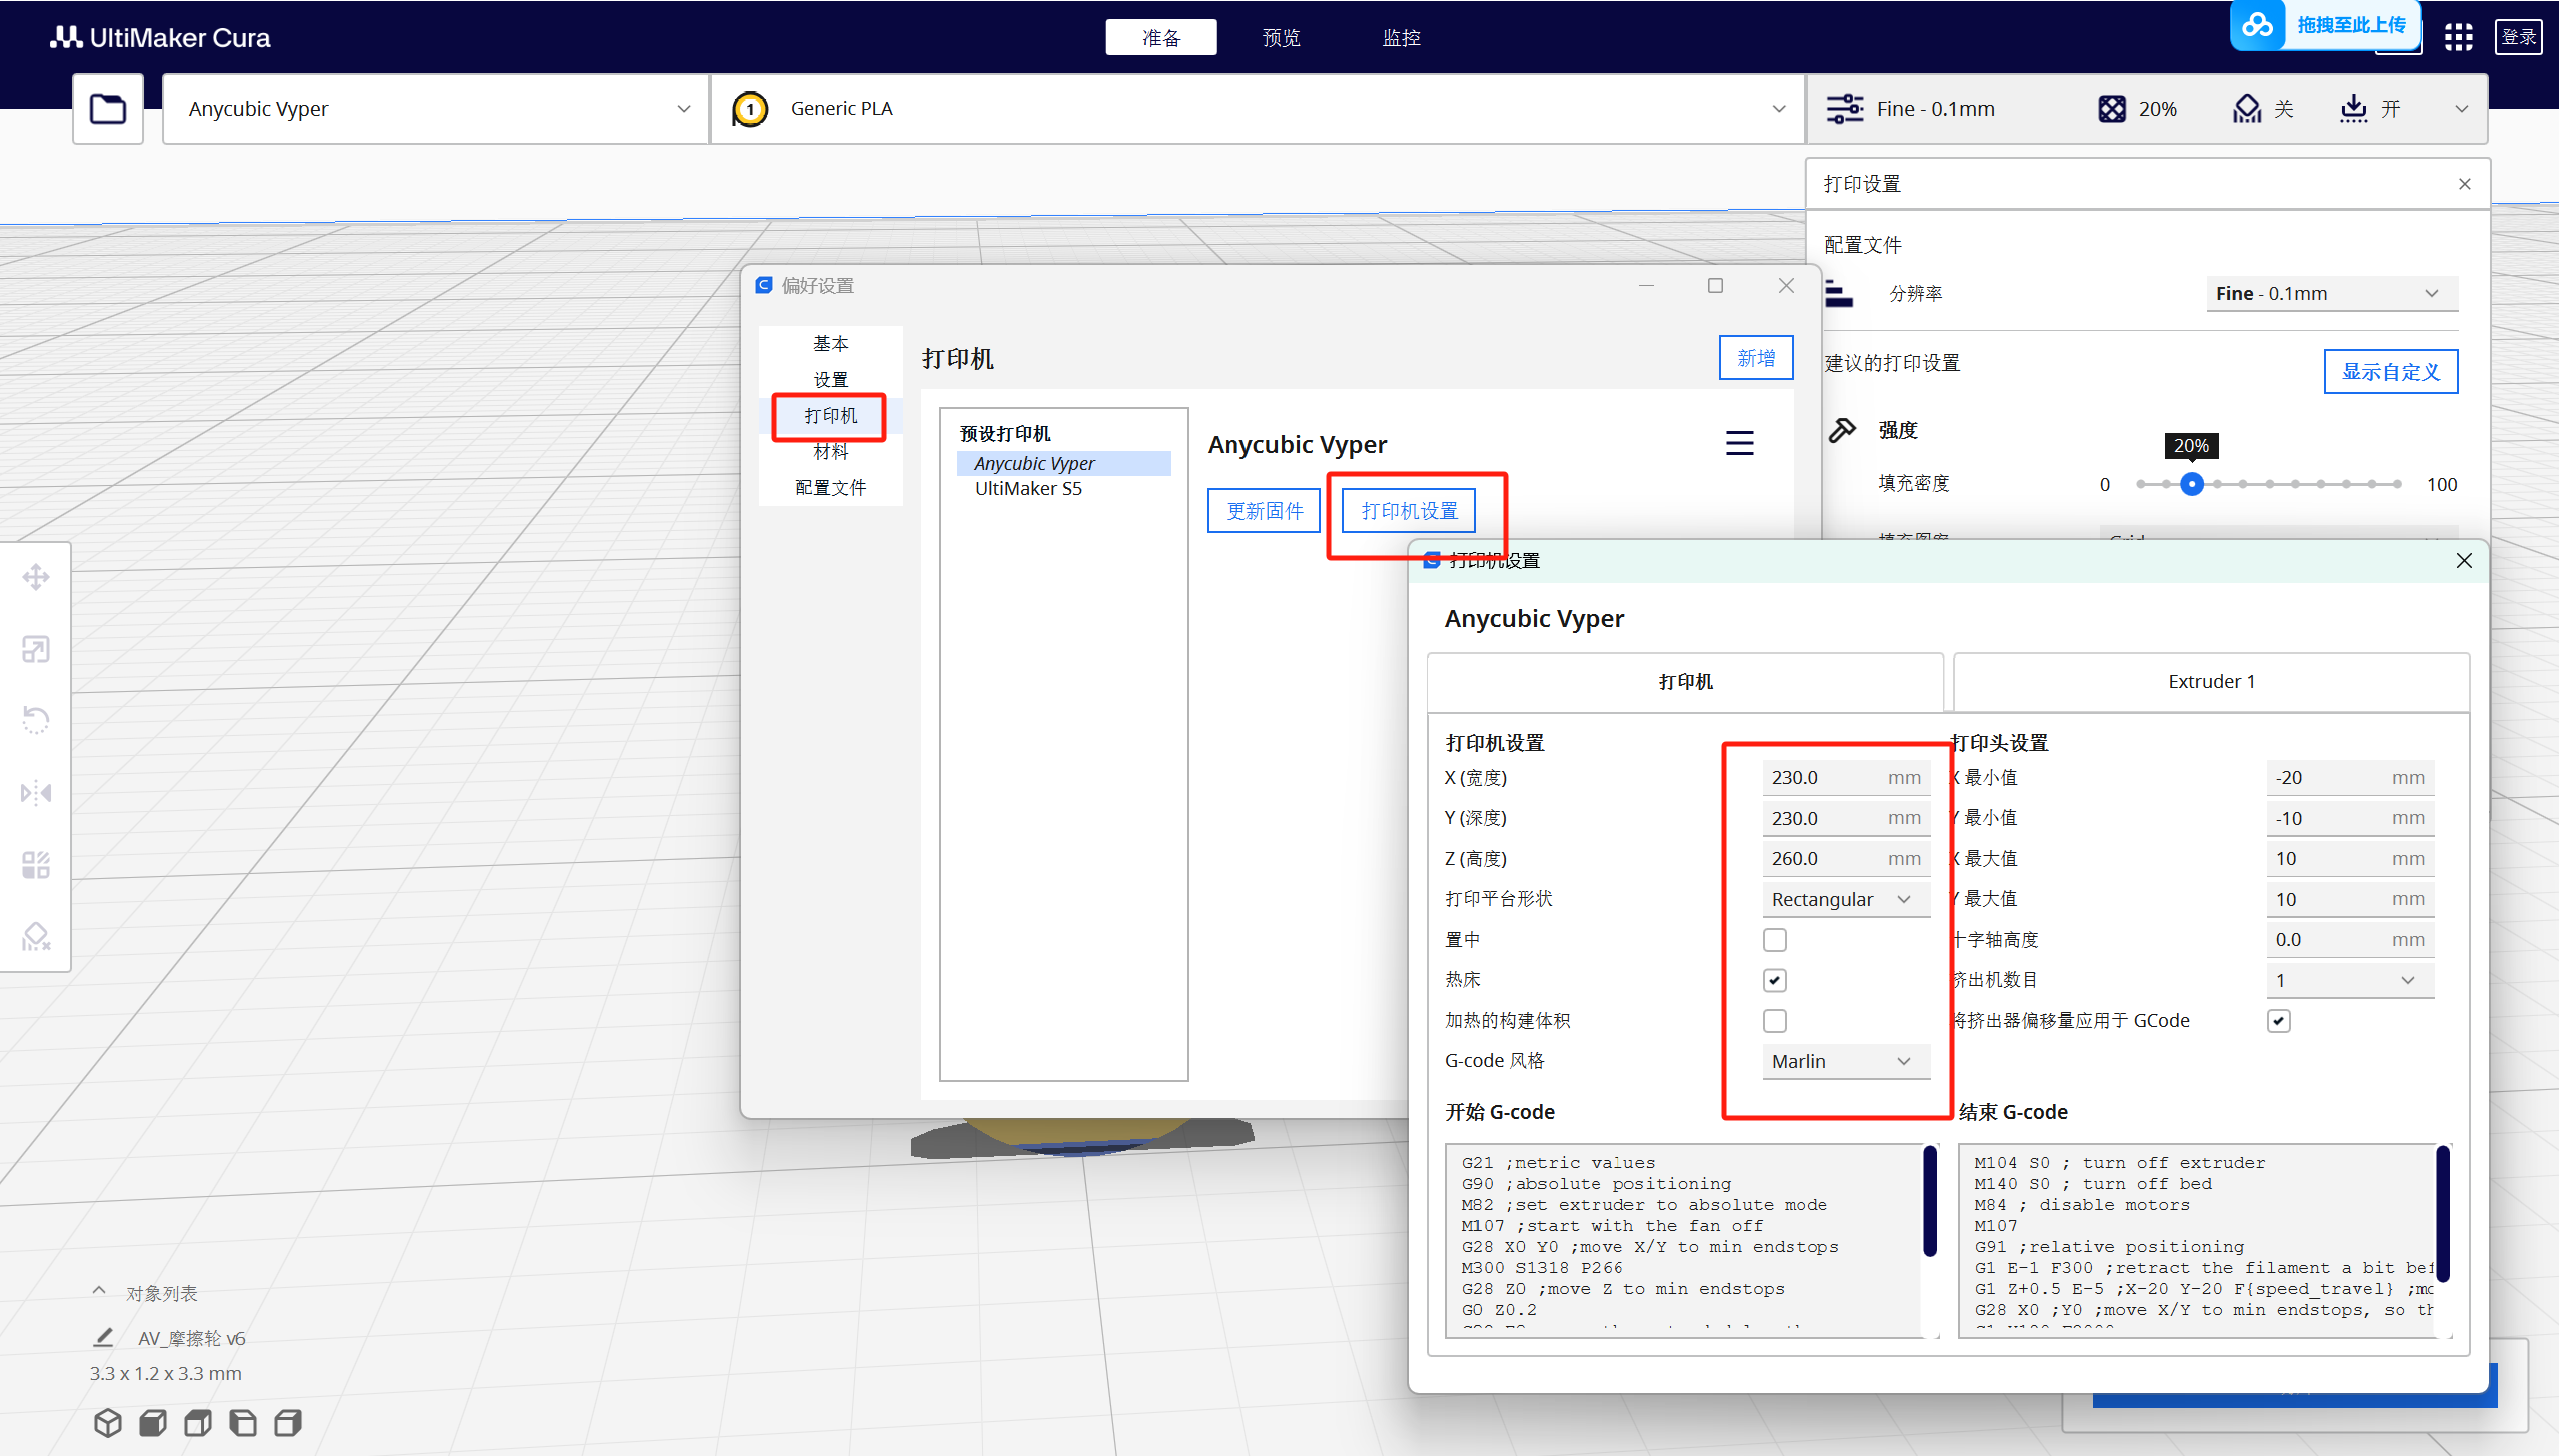 UltiMaker Cura
准备
预览
监控
拖拽至此上传
登录
Anycubic Vyper
1
Generic PLA
Fine - 0.1mm
20%
关
开
打印设置
配置文件
分辨率
Fine - 0.1mm
建议的打印设置
显示自定义
强度
20%
填充密度
0
100
偏好设置
基本
设置
打印机
材料
配置文件
打印机
新增
预设打印机
Anycubic Vyper
UltiMaker S5
Anycubic Vyper
更新固件
打印机设置
打印机设置
Anycubic Vyper
打印机
Extruder 1
打印机设置
X (宽度)
230.0 mm
Y (深度)
230.0 mm
Z (高度)
260.0 mm
打印平台形状
Rectangular
置中
热床
加热的构建体积
G-code 风格
Marlin
打印头设置
X 最小值
-20 mm
Y 最小值
-10 mm
X 最大值
10 mm
Y 最大值
10 mm
十字轴高度
0.0 mm
挤出机数目
1
将挤出器偏移量应用于 GCode
开始 G-code
G21 ;metric values
G90 ;absolute positioning
M82 ;set extruder to absolute mode
M107 ;start with the fan off
G28 X0 Y0 ;move X/Y to min endstops
M300 S1318 P266
G28 Z0 ;move Z to min endstops
G0 Z0.2
结束 G-code
M104 S0 ; turn off extruder
M140 S0 ; turn off bed
M84 ; disable motors
M107
G91 ;relative positioning
G1 E-1 F300 ;retract the filament a bit bef
G1 Z+0.5 E-5 ;X-20 Y-20 F{speed_travel} ;mo
G28 X0 ;Y0 ;move X/Y to min endstops, so th
对象列表
AV_摩擦轮 v6
3.3 x 1.2 x 3.3 mm